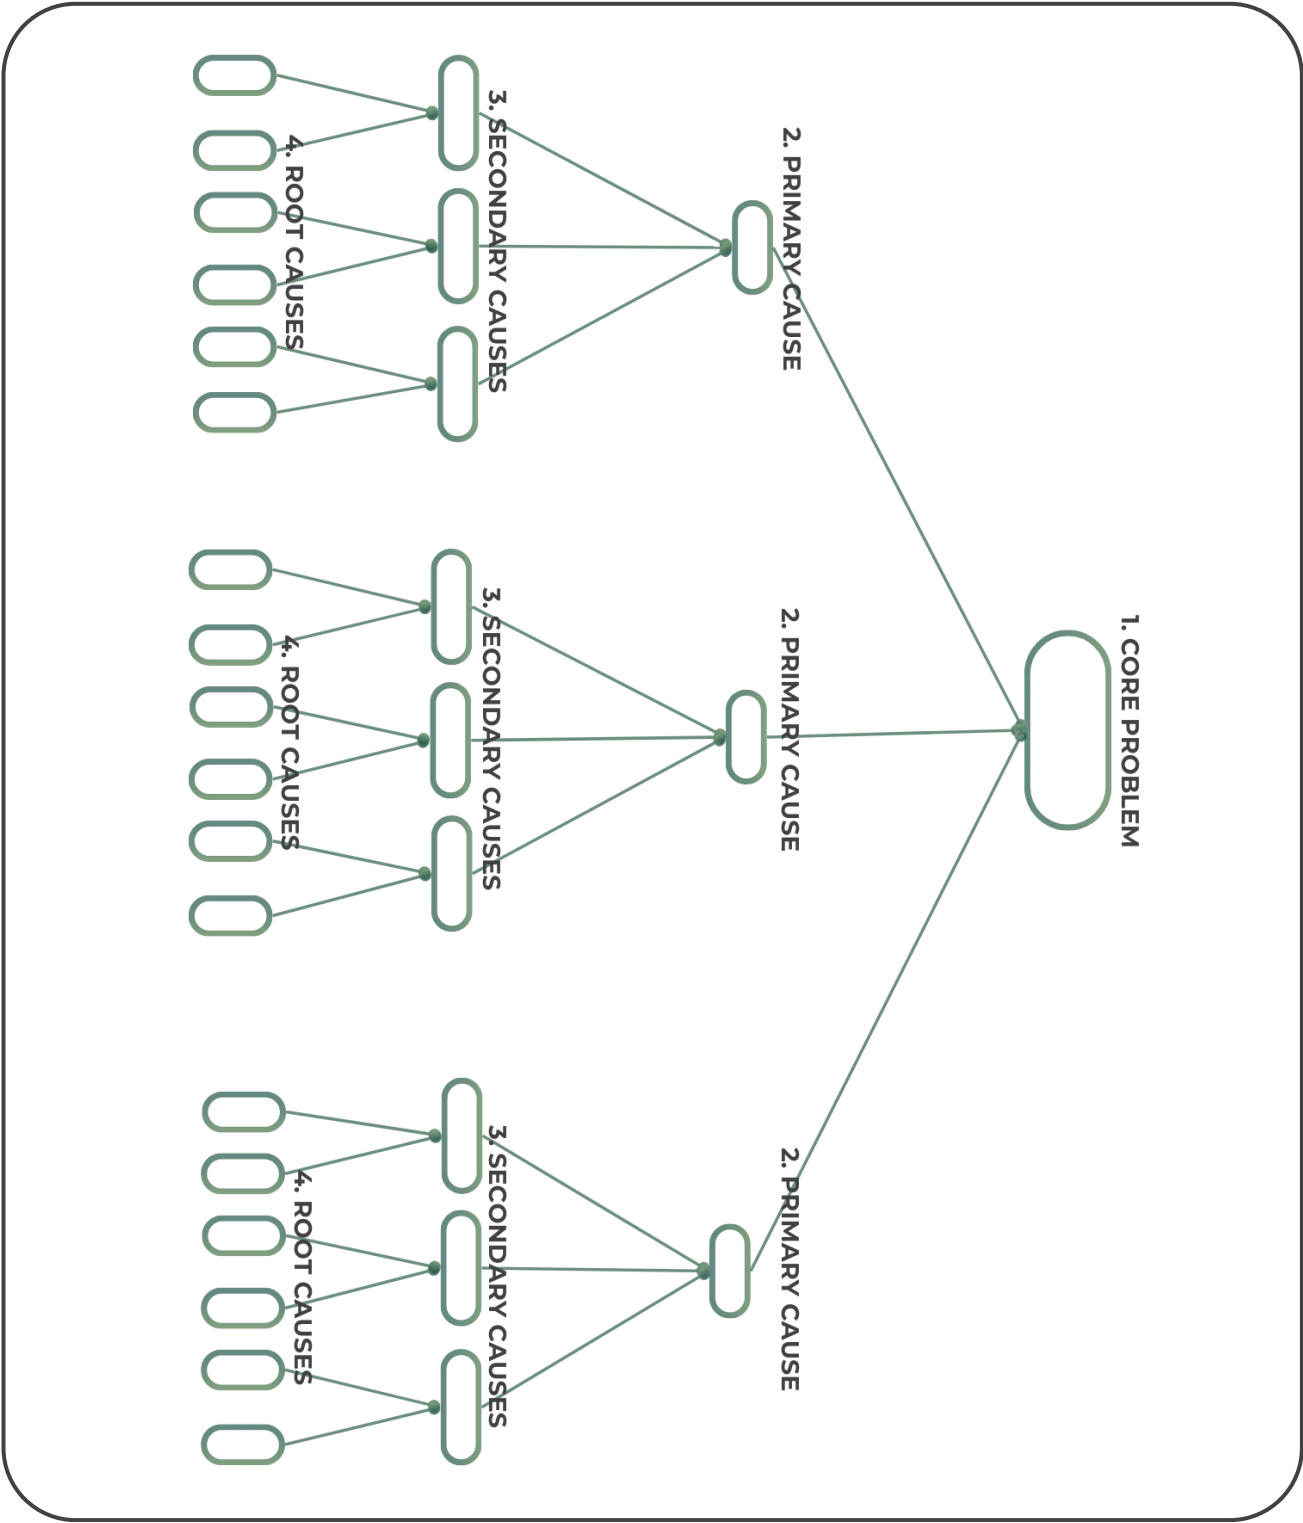 1. CORE PROBLEM
2. PRIMARY CAUSE
2. PRIMARY CAUSE
2. PRIMARY CAUSE
3. SECONDARY CAUSES
3. SECONDARY CAUSES
3. SECONDARY CAUSES
4. ROOT CAUSES
4. ROOT CAUSES
4. ROOT CAUSES